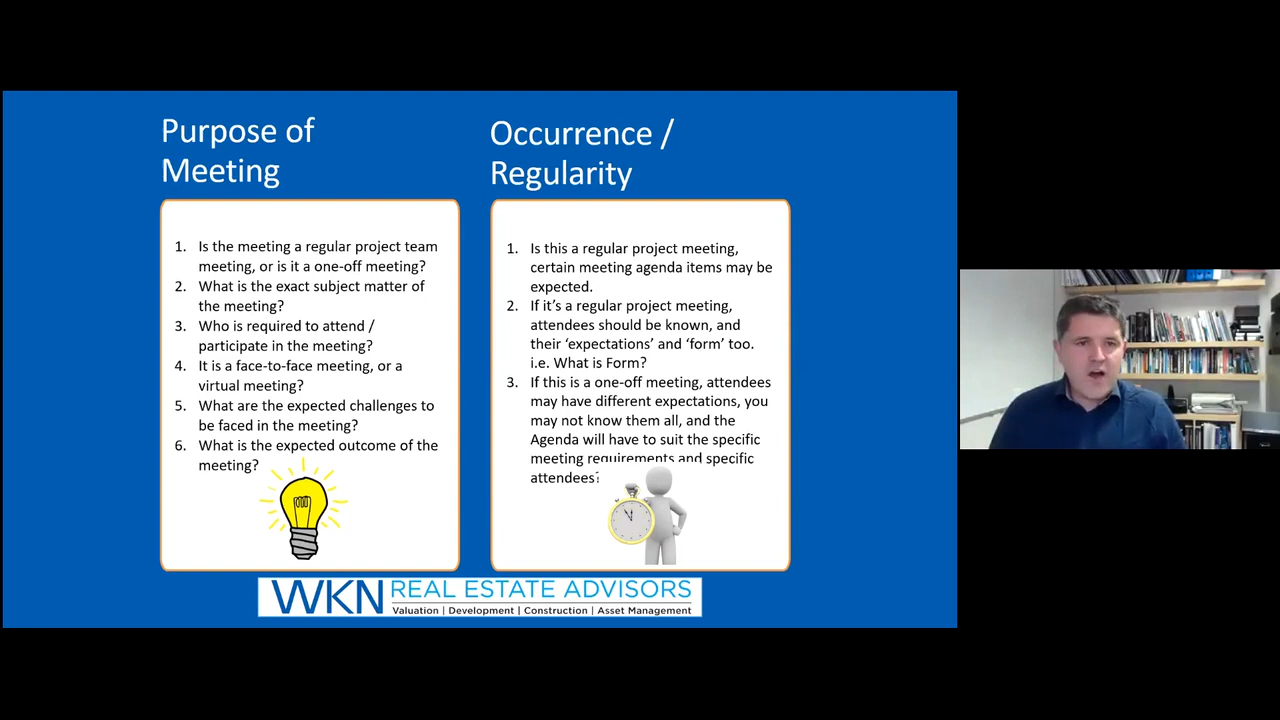 Purpose of
Meeting
1. Is the meeting a regular project team
meeting, or is it a one-off meeting?
2. What is the exact subject matter of
the meeting?
3. Who is required to attend /
participate in the meeting?
4. It is a face-to-face meeting, or a
virtual meeting?
5. What are the expected challenges to
be faced in the meeting?
6. What is the expected outcome of the
meeting?
Occurrence /
Regularity
1. Is this a regular project meeting,
certain meeting agenda items may be
expected.
2. If it’s a regular project meeting,
attendees should be known, and
their ‘expectations’ and ‘form’ too.
i.e. What is Form?
3. If this is a one-off meeting, attendees
may have different expectations, you
may not know them all, and the
Agenda will have to suit the specific
meeting requirements and specific
attendees?
WKN REAL ESTATE ADVISORS
Valuation | Development | Construction | Asset Management